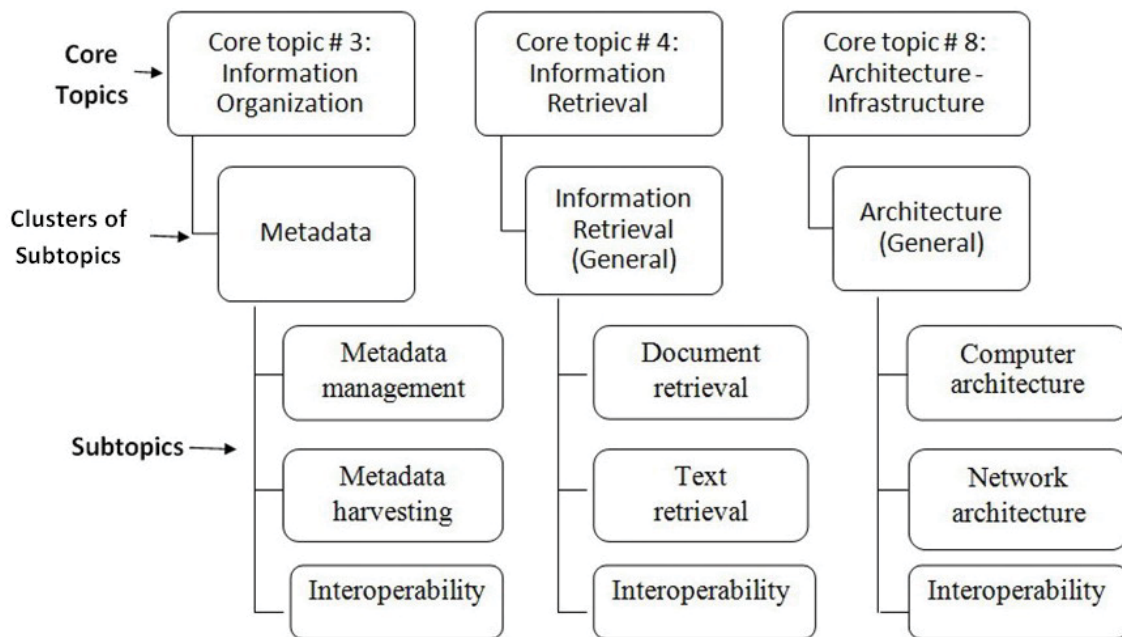 Core
Topics
Core topic # 3:
Information
Organization
Core topic # 4:
Information
Retrieval
Core topic # 8:
Architecture -
Infrastructure
Clusters of
Subtopics
Metadata
Information
Retrieval
(General)
Architecture
(General)
Subtopics
Metadata
management
Document
retrieval
Computer
architecture
Metadata
harvesting
Text
retrieval
Network
architecture
Interoperability
Interoperability
Interoperability